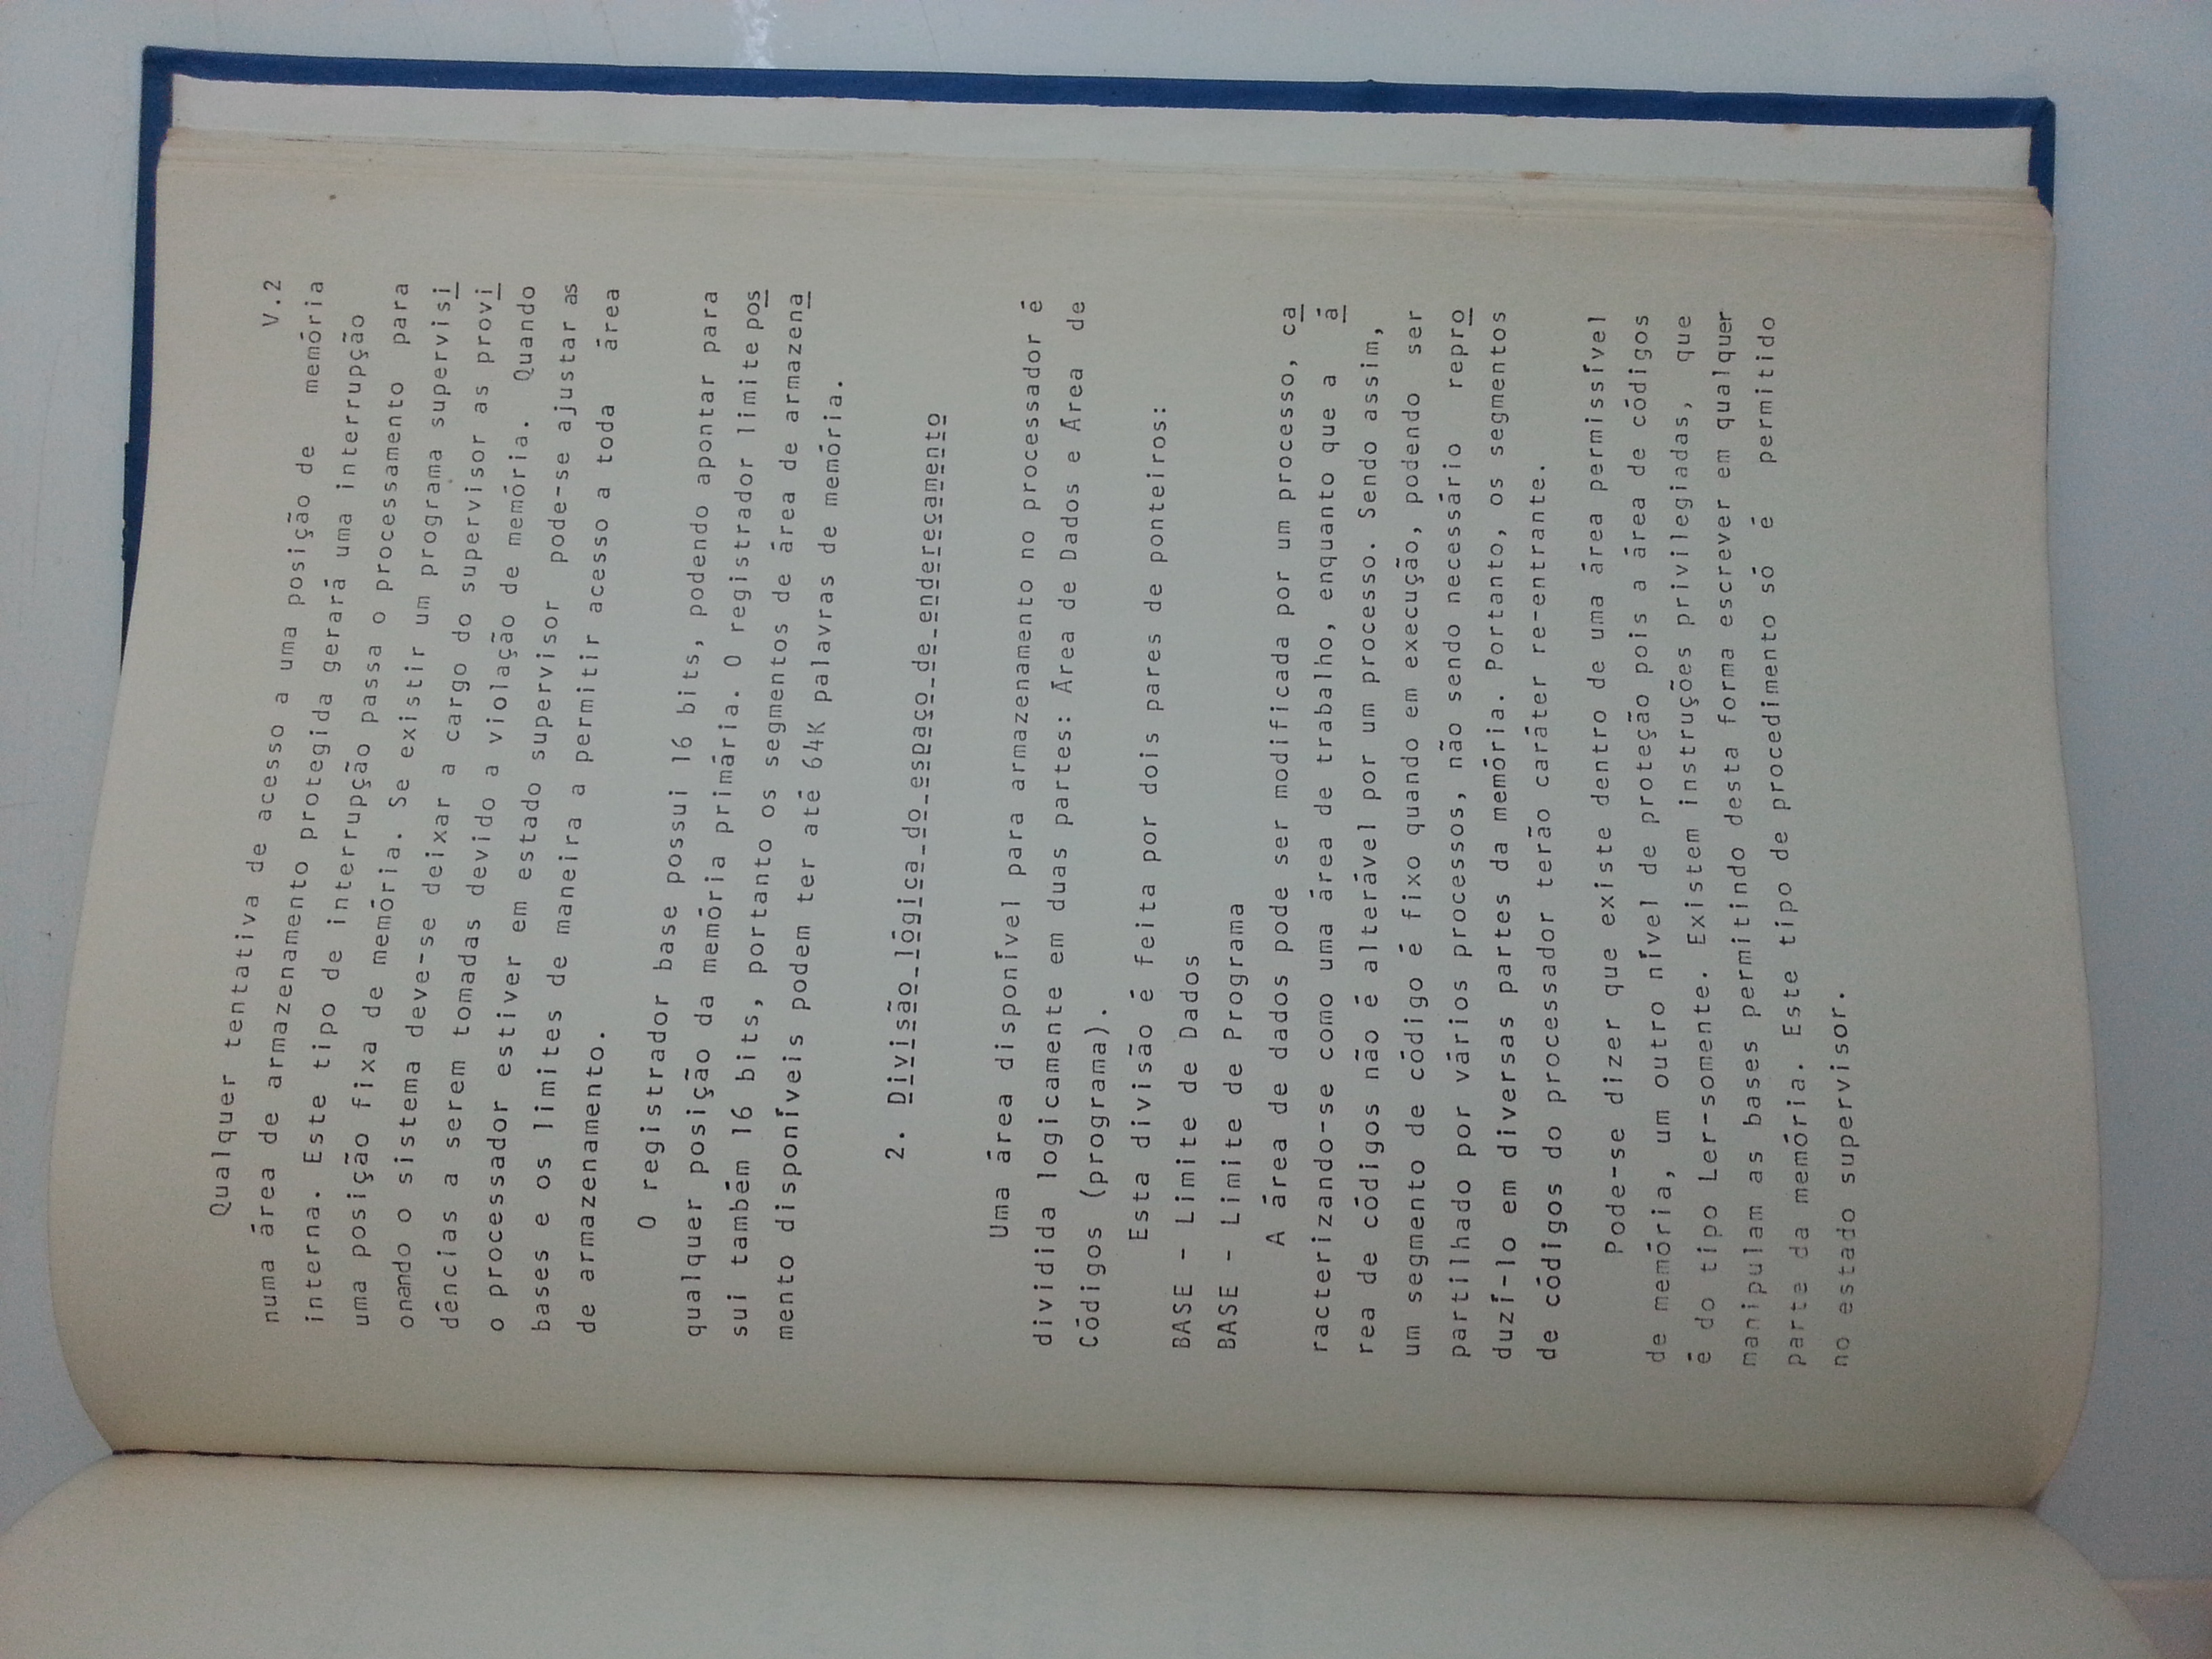 V.2
Qualquer tentativa de acesso a uma posição de memória
numa área de armazenamento protegida gerará uma interrupção
interna. Este tipo de interrupção passa o processamento para
uma posição fixa de memória. Se existir um programa supervisi
onando o sistema deve-se deixar a cargo do supervisor as provi
dências a serem tomadas devido a violação de memória. Quando
o processador estiver em estado supervisor pode-se ajustar as
bases e os limites de maneira a permitir acesso a toda área
de armazenamento.
O registrador base possui 16 bits, podendo apontar para
qualquer posição da memória primária. O registrador limite pos
sui também 16 bits, portanto os segmentos de área de armazena
mento disponíveis podem ter até 64K palavras de memória.
2. Divisão lógica do espaço de endereçamento
Uma área disponível para armazenamento no processador é
dividida logicamente em duas partes: Área de Dados e Área de
Códigos (programa).
Esta divisão é feita por dois pares de ponteiros:
BASE - Limite de Dados
BASE - Limite de Programa
A área de dados pode ser modificada por um processo, ca
racterizando-se como uma área de trabalho, enquanto que a á
rea de códigos não é alterável por um processo. Sendo assim,
um segmento de código é fixo quando em execução, podendo ser
partilhado por vários processos, não sendo necessário repro
duzí-lo em diversas partes da memória. Portanto, os segmentos
de códigos do processador terão caráter re-entrante.
Pode-se dizer que existe dentro de uma área permissível
de memória, um outro nível de proteção pois a área de códigos
é do tipo Ler-somente. Existem instruções privilegiadas, que
manipulam as bases permitindo desta forma escrever em qualquer
parte da memória. Este tipo de procedimento só é permitido
no estado supervisor.